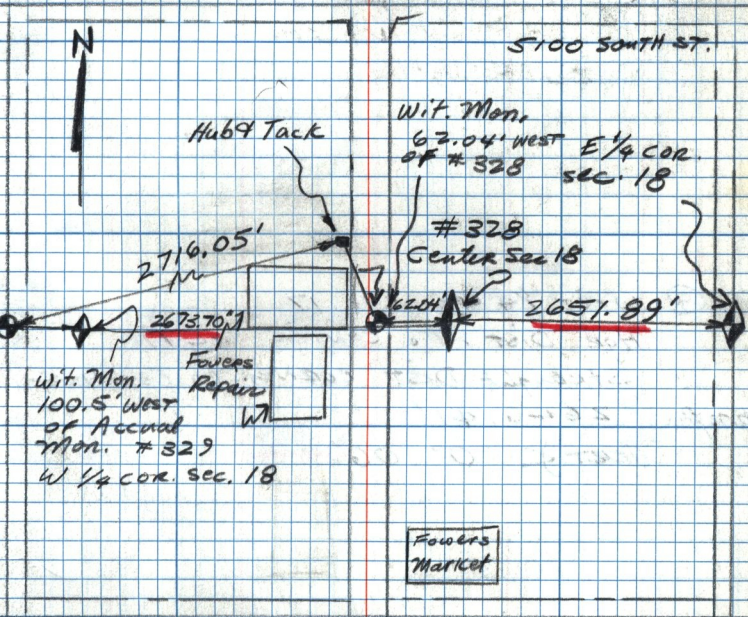 N
5100 South St.
Hub & Tack
Wit. Mon.
62.04' west
of # 328
E 1/4 cor.
sec. 18
# 328
Center Sec 18
2716.05'
2673.70'
62.04'
2651.89'
Wit. Mon.
100.5' west
of Accual
Mon. # 329
W 1/4 cor. sec. 18
Fowers
Repair
Fowers
Market